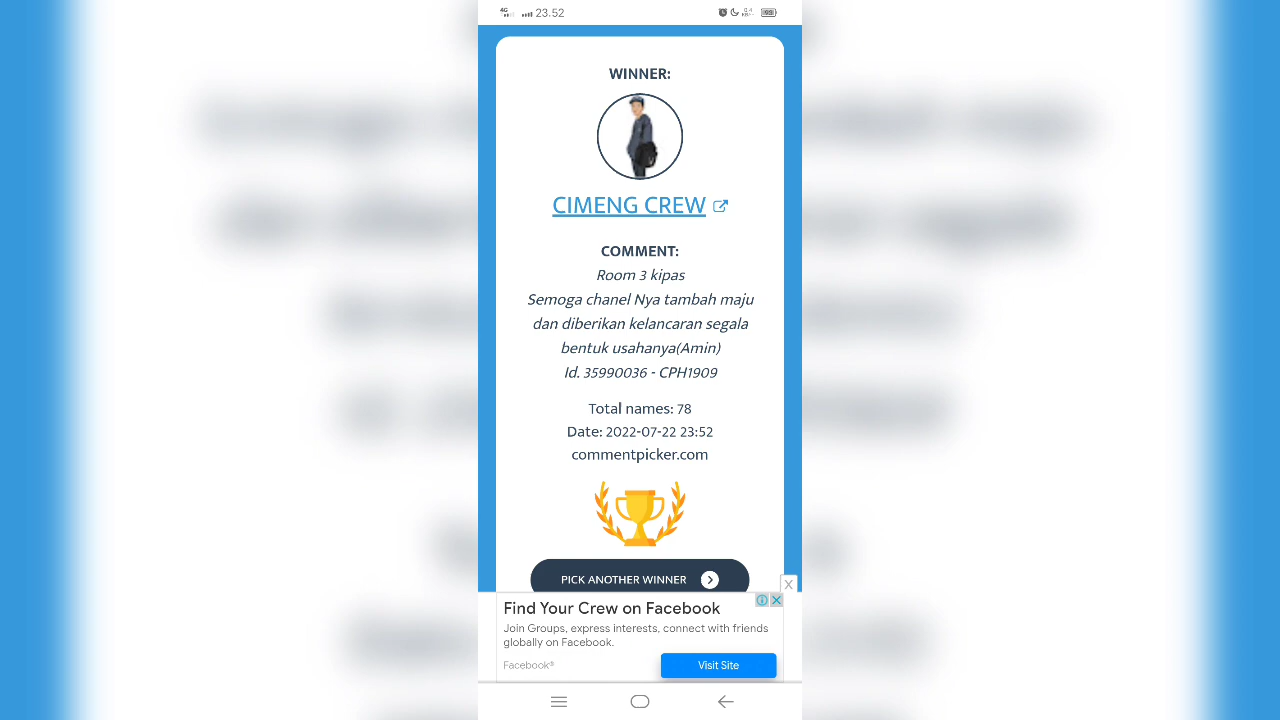 4G 23.52
WINNER:
CIMENG CREW
COMMENT:
Room 3 kipas
Semoga chanel Nya tambah maju
dan diberikan kelancaran segala
bentuk usahanya(Amin)
Id. 35990036 - CPH1909
Total names: 78
Date: 2022-07-22 23:52
commentpicker.com
PICK ANOTHER WINNER
X
Find Your Crew on Facebook
Join Groups, express interests, connect with friends
globally on Facebook.
Facebook®
Visit Site